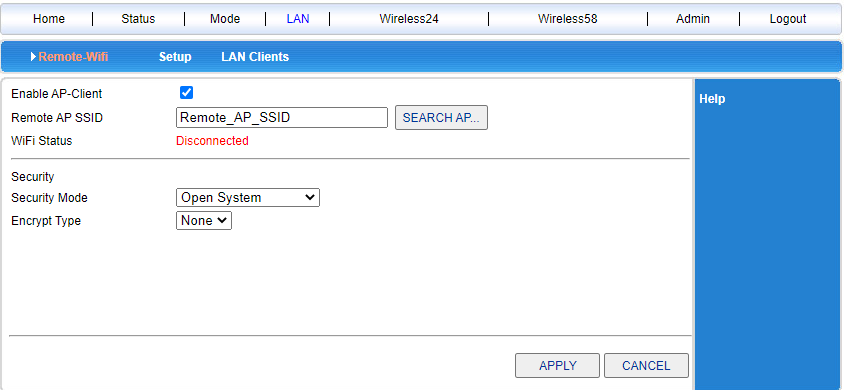 Home Status Mode LAN Wireless24 Wireless58 Admin Logout
Remote-Wifi Setup LAN Clients
Enable AP-Client
Remote AP SSID Remote_AP_SSID SEARCH AP...
WiFi Status Disconnected
Security
Security Mode Open System
Encrypt Type None
APPLY CANCEL
Help